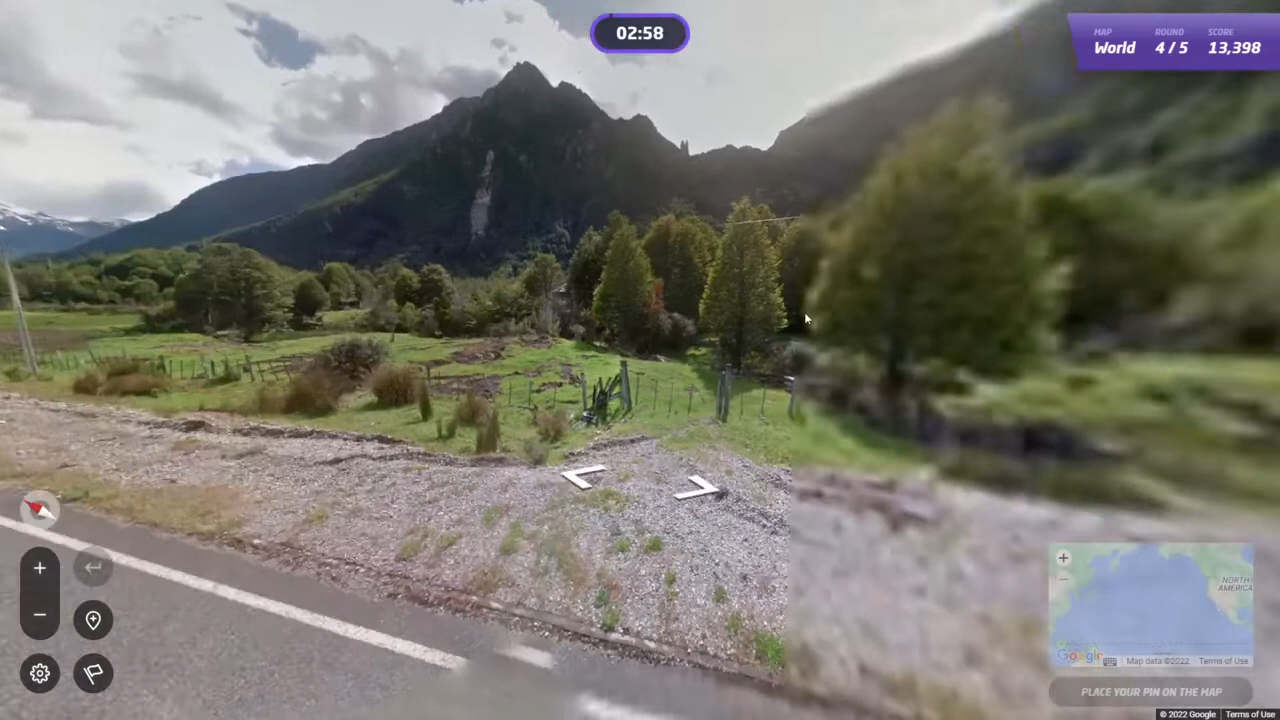 02:58
MAP ROUND SCORE
World 4 / 5 13,398
NORTH
AMERICA
Google
Map data ©2022 Terms of Use
PLACE YOUR PIN ON THE MAP
© 2022 Google Terms of Use